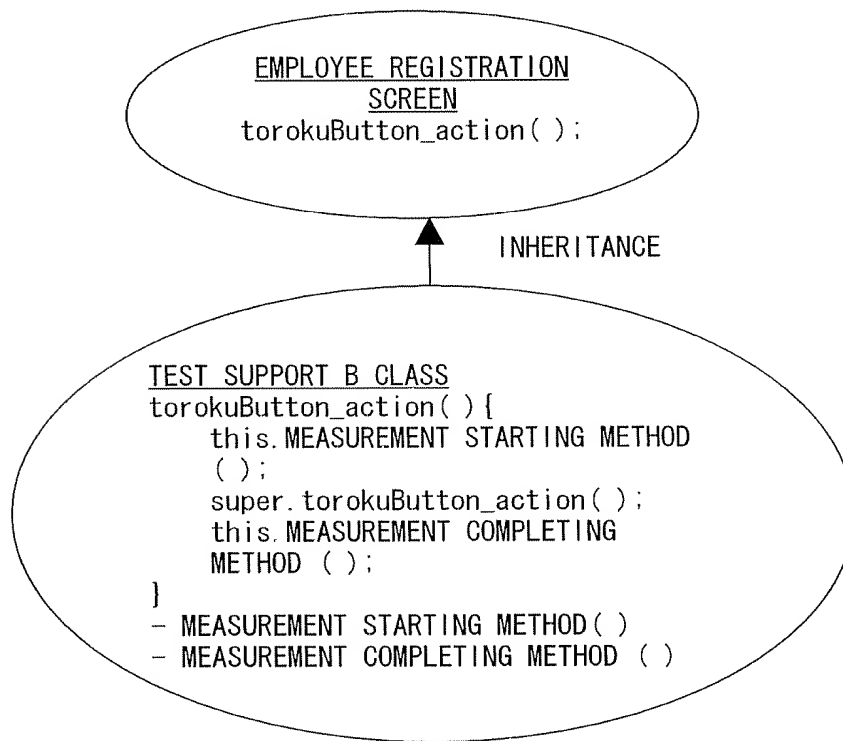 EMPLOYEE REGISTRATION
SCREEN
torokuButton_action( );
INHERITANCE
TEST SUPPORT B CLASS
torokuButton_action( ){
this.MEASUREMENT STARTING METHOD
( );
super.torokuButton_action( );
this.MEASUREMENT COMPLETING
METHOD ( );
}
- MEASUREMENT STARTING METHOD( )
- MEASUREMENT COMPLETING METHOD ( )